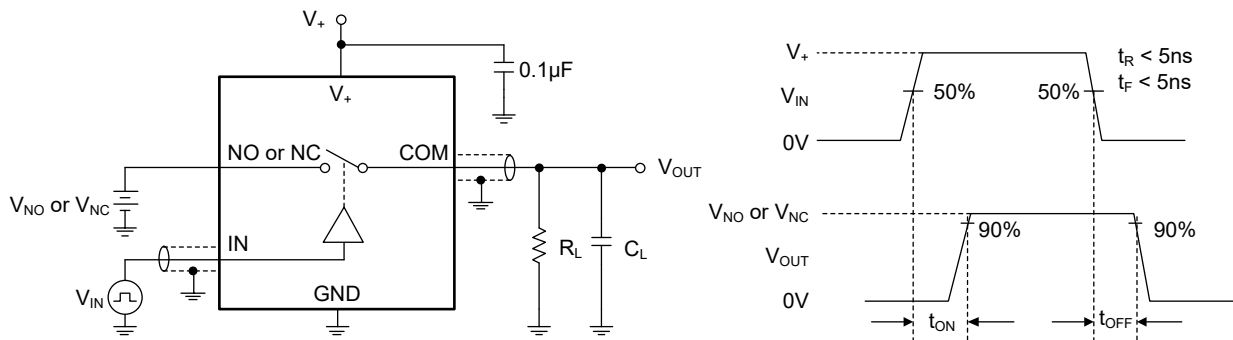 V+
0.1µF
V+
NO or NC
COM
VOUT
VNO or VNC
IN
RL
CL
VIN
GND
V+
tR < 5ns
tF < 5ns
VIN
50%
50%
0V
VNO or VNC
90%
90%
VOUT
0V
tON
tOFF